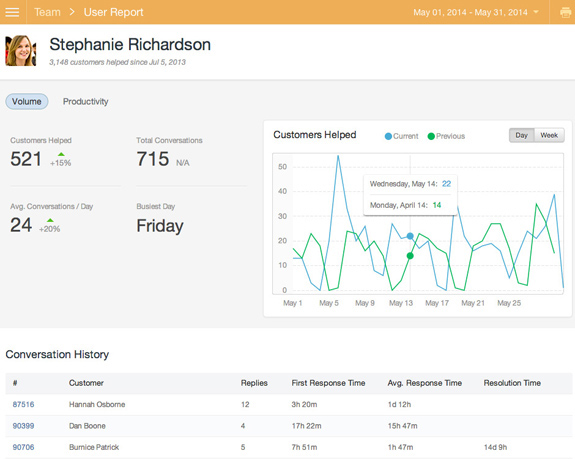 Team > User Report
May 01, 2014 - May 31, 2014
Stephanie Richardson
3,148 customers helped since Jul 5, 2013
Volume Productivity
Customers Helped
521 +15%
Total Conversations
715 N/A
Avg. Conversations / Day
24 +20%
Busiest Day
Friday
Customers Helped Current Previous Day Week
50
40
30
20
10
0
Wednesday, May 14: 22
Monday, April 14: 14
May 1 May 5 May 9 May 13 May 17 May 21 May 25
Conversation History
# Customer Replies First Response Time Avg. Response Time Resolution Time
87516 Hannah Osborne 12 3h 20m 1d 12h
90399 Dan Boone 4 17h 22m 15h 47m
90706 Burnice Patrick 5 7h 51m 1h 47m 14d 9h